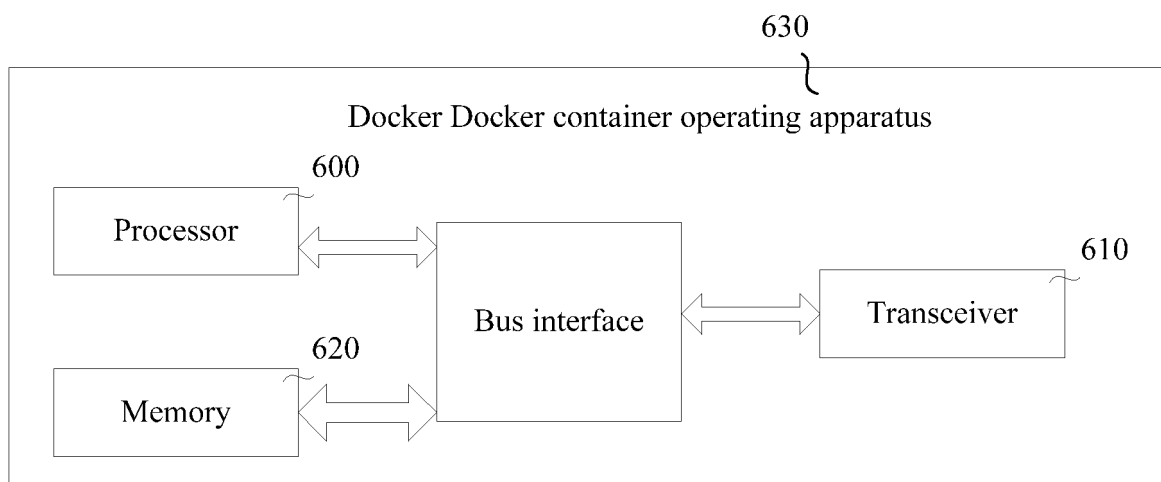 630
Docker Docker container operating apparatus
600
Processor
610
Bus interface
Transceiver
620
Memory